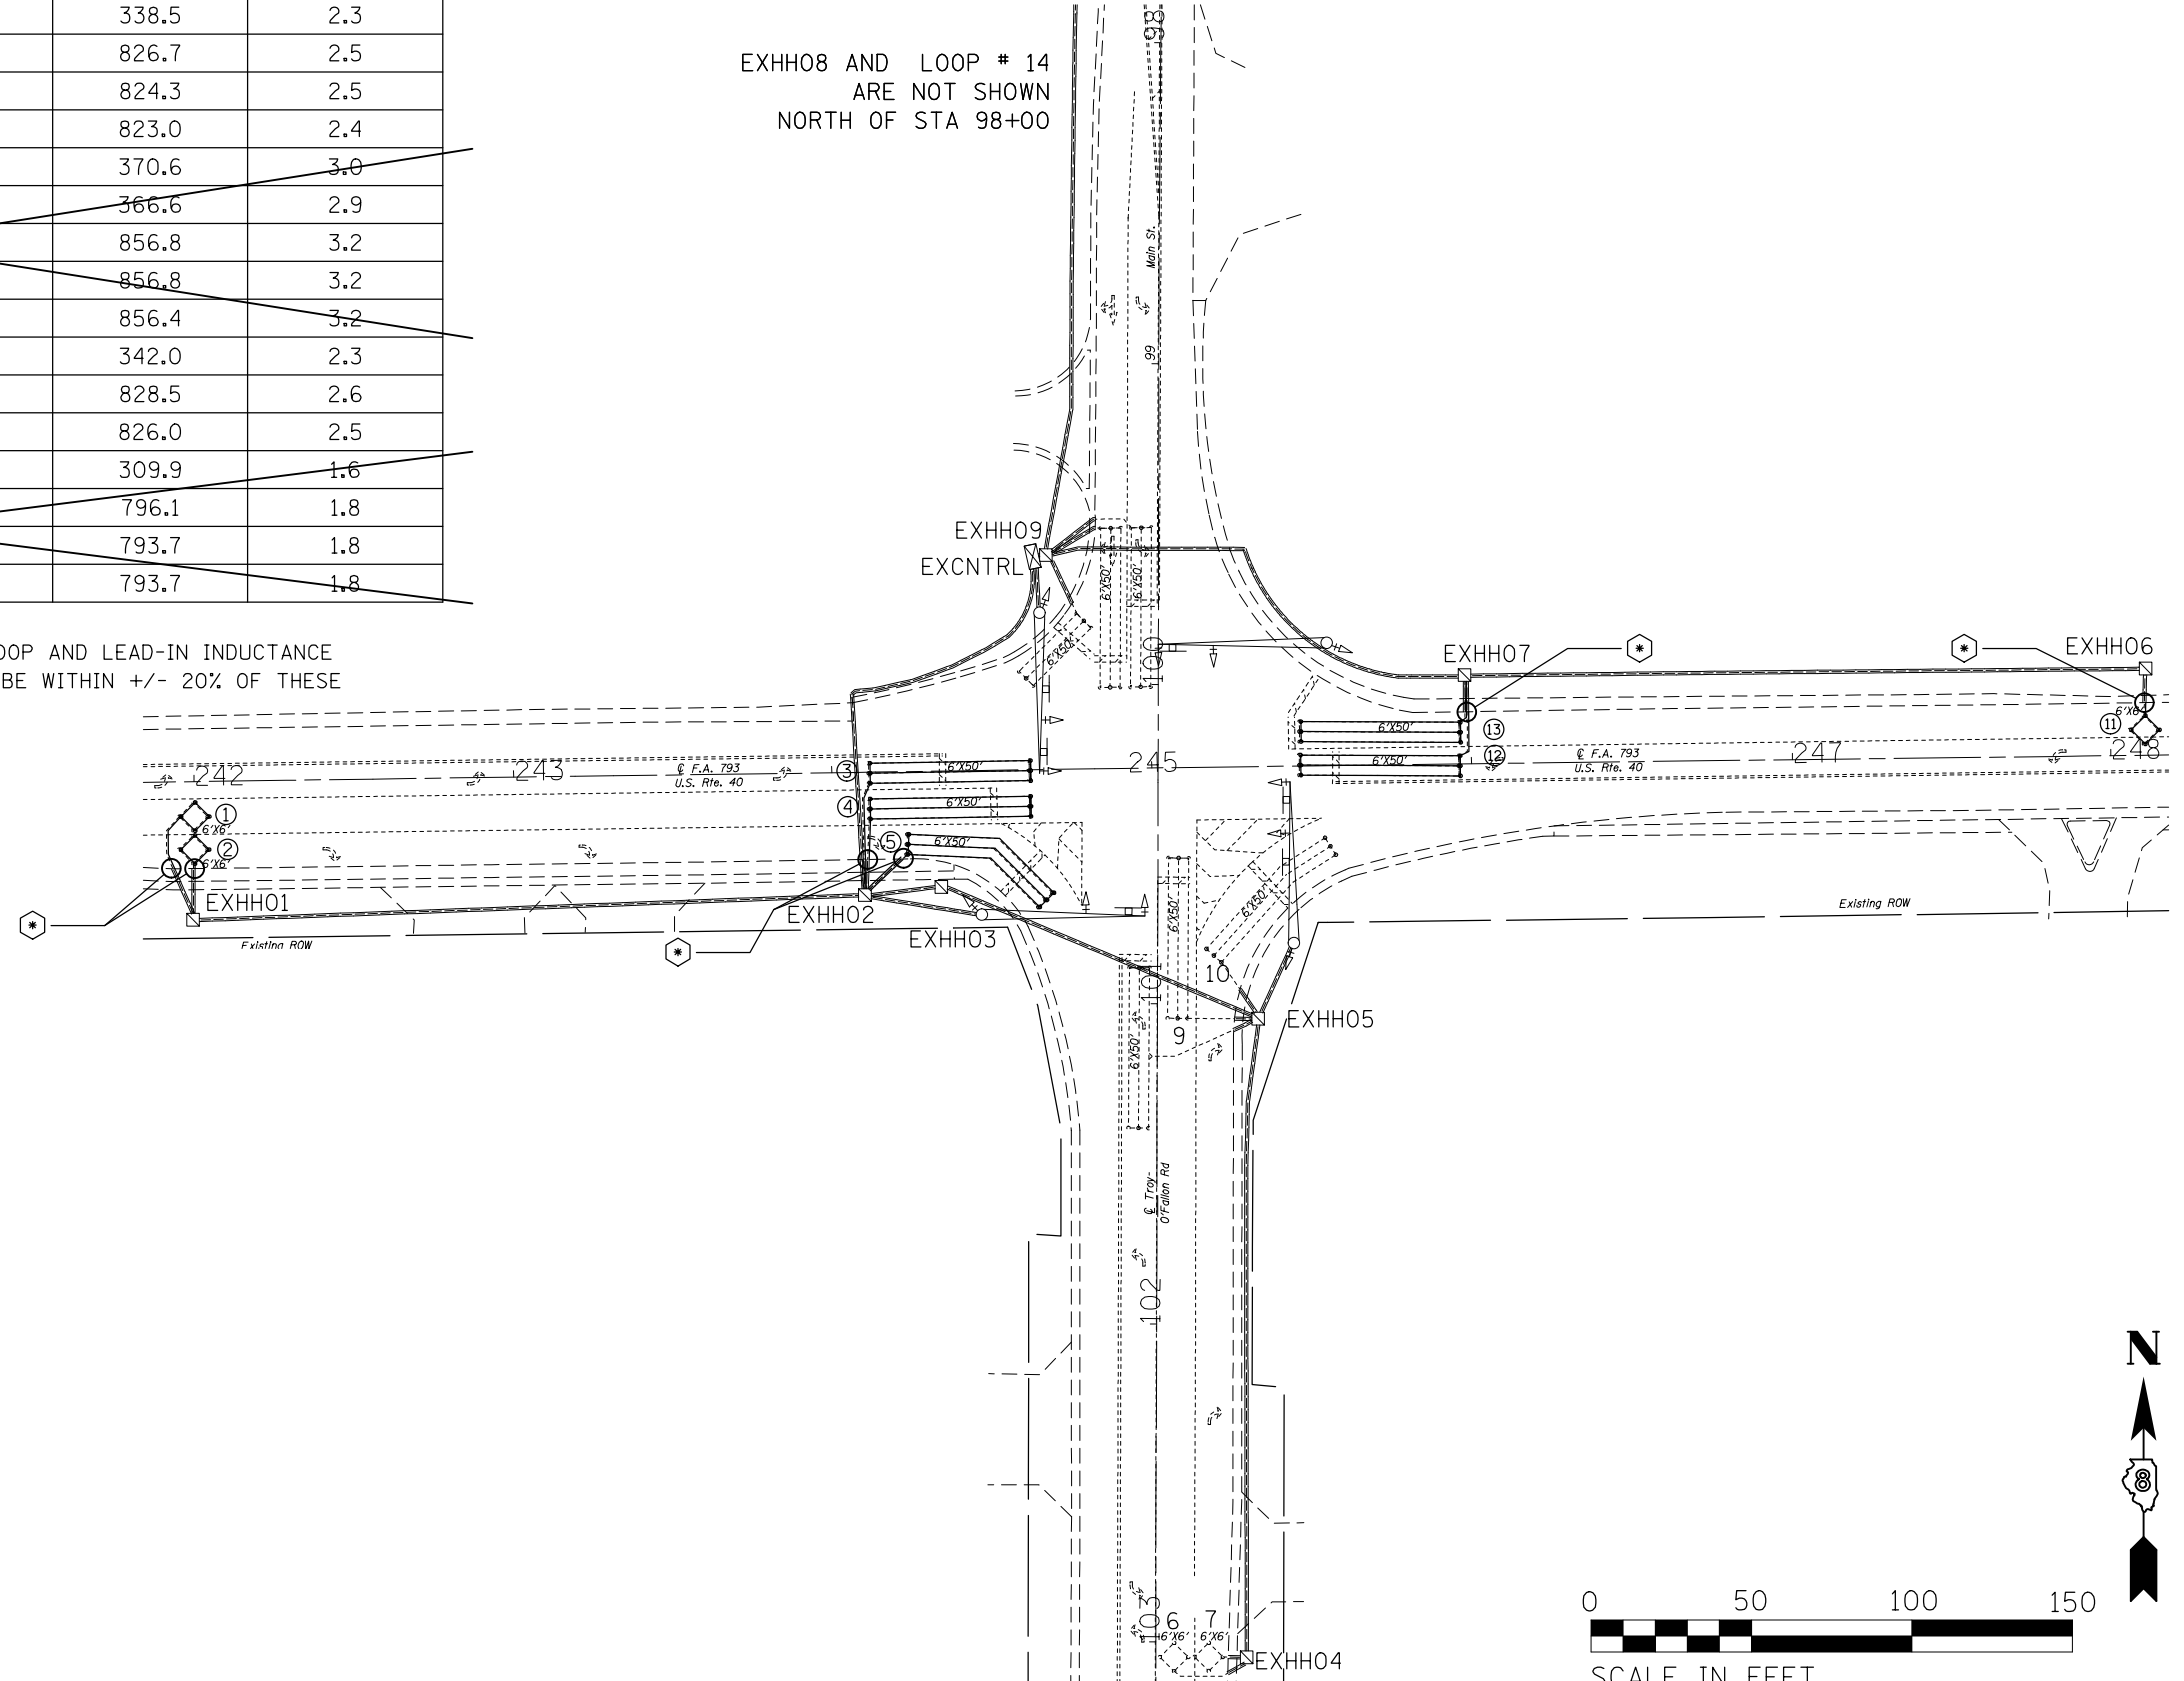 338.5 2.3
826.7 2.5
824.3 2.5
823.0 2.4
370.6 3.0
366.6 2.9
856.8 3.2
856.8 3.2
856.4 3.2
342.0 2.3
828.5 2.6
826.0 2.5
309.9 1.6
796.1 1.8
793.7 1.8
793.7 1.8
OOP AND LEAD-IN INDUCTANCE
BE WITHIN +/- 20% OF THESE
EXHH08 AND LOOP # 14
ARE NOT SHOWN
NORTH OF STA 98+00
98
Main St.
99
EXHH09
EXCNTRL
6'X50'
6'X50'
6'X50'
100
EXHH07
*
*
EXHH06
6'X6'
11
6'X50'
13
6'X50'
12
℄ F.A. 793
U.S. Rte. 40
247
248
242
243
℄ F.A. 793
U.S. Rte. 40
3
6'X50'
245
4
6'X50'
1
6'X6'
2
6'X6'
5
6'X50'
EXHH01
*
Existing ROW
EXHH02
EXHH03
*
6'X50'
6'X50'
10
Existing ROW
101
9
EXHH05
6'X50'
℄ Troy-
O'Fallon Rd
102
103
6
7
6'X6'
6'X6'
EXHH04
N
8
0 50 100 150
SCALE IN FEET